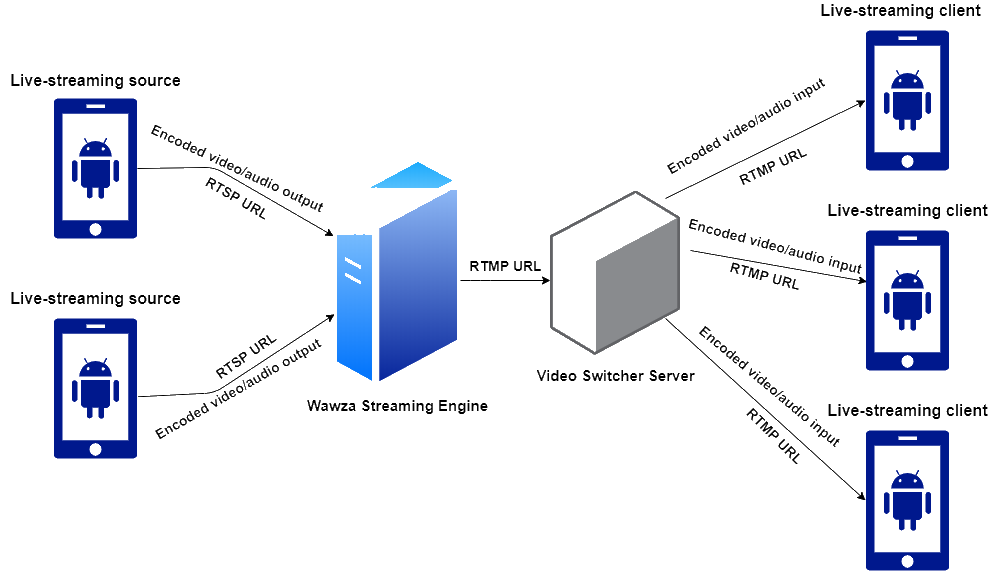 Live-streaming client
Live-streaming source
Encoded video/audio input
RTMP URL
Encoded video/audio output
RTSP URL
Live-streaming client
Encoded video/audio input
RTMP URL
RTMP URL
Live-streaming source
RTSP URL
Encoded video/audio output
Video Switcher Server
Wawza Streaming Engine
Encoded video/audio input
RTMP URL
Live-streaming client